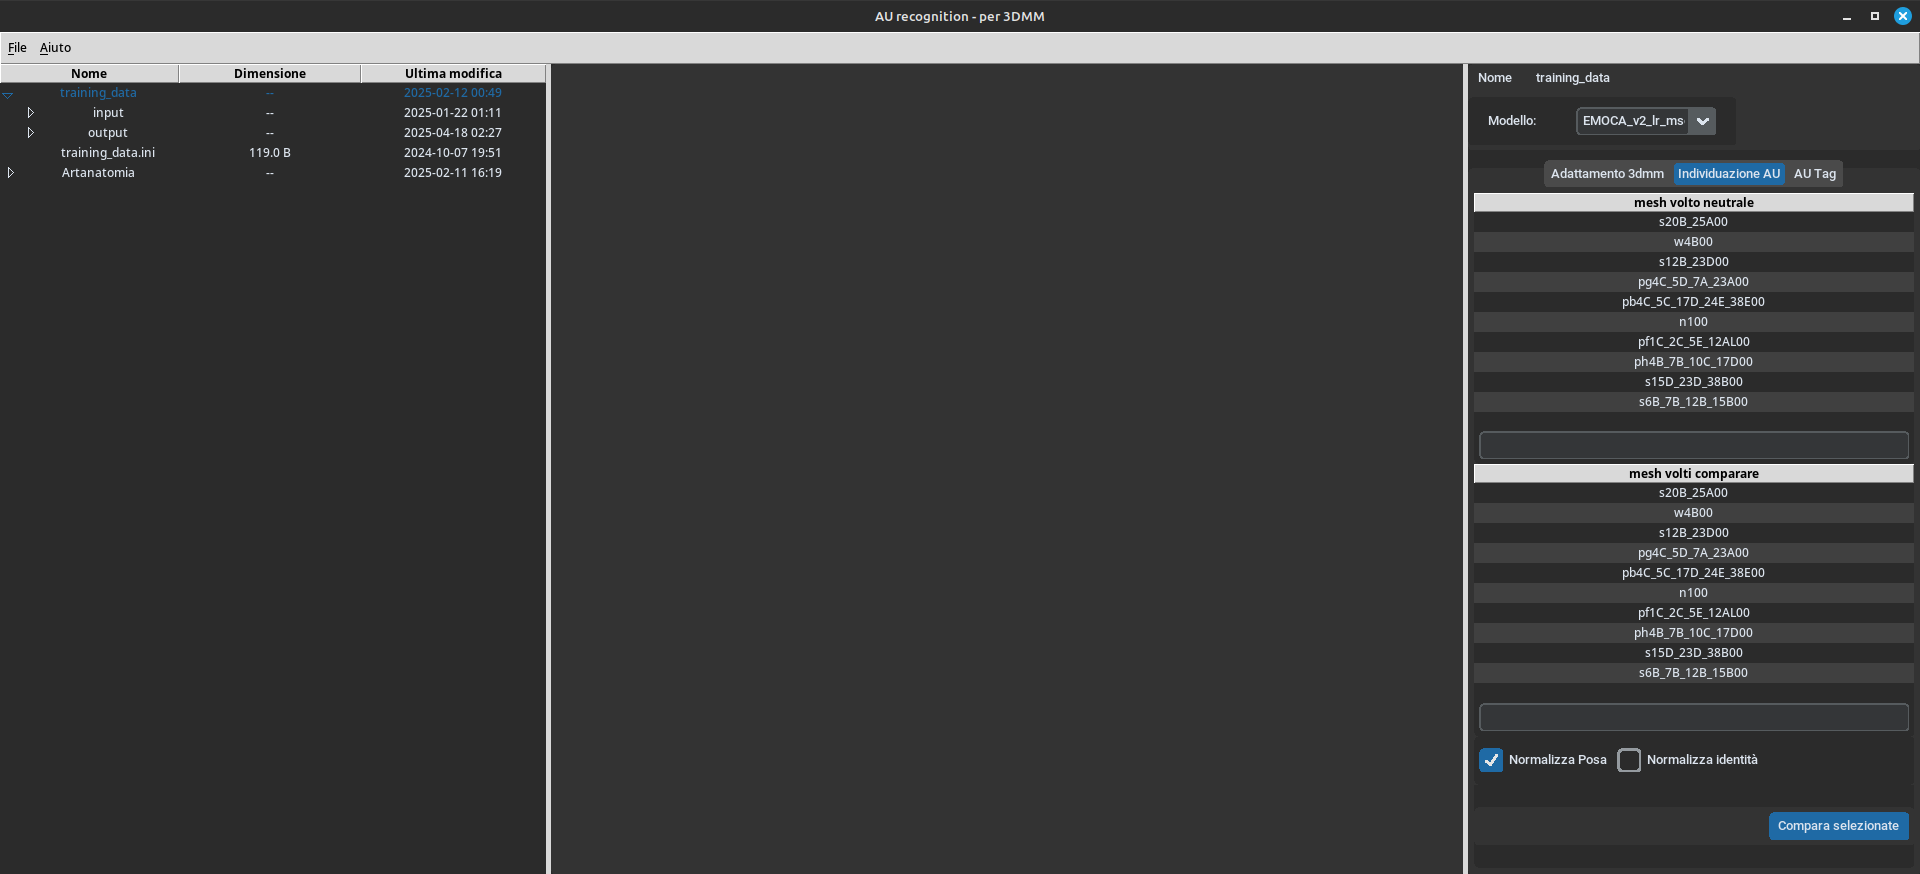 AU recognition - per 3DMM
File Aiuto
Nome Dimensione Ultima modifica
training_data -- 2025-02-12 00:49
input -- 2025-01-22 01:11
output -- 2025-04-18 02:27
training_data.ini 119.0 B 2024-10-07 19:51
Artanatomia -- 2025-02-11 16:19
Nome training_data
Modello: EMOCA_v2_lr_ms
Adattamento 3dmm Individuazione AU AU Tag
mesh volto neutrale
s20B_25A00
w4B00
s12B_23D00
pg4C_5D_7A_23A00
pb4C_5C_17D_24E_38E00
n100
pf1C_2C_5E_12AL00
ph4B_7B_10C_17D00
s15D_23D_38B00
s6B_7B_12B_15B00
mesh volti comparare
s20B_25A00
w4B00
s12B_23D00
pg4C_5D_7A_23A00
pb4C_5C_17D_24E_38E00
n100
pf1C_2C_5E_12AL00
ph4B_7B_10C_17D00
s15D_23D_38B00
s6B_7B_12B_15B00
Normalizza Posa Normalizza identità
Compara selezionate